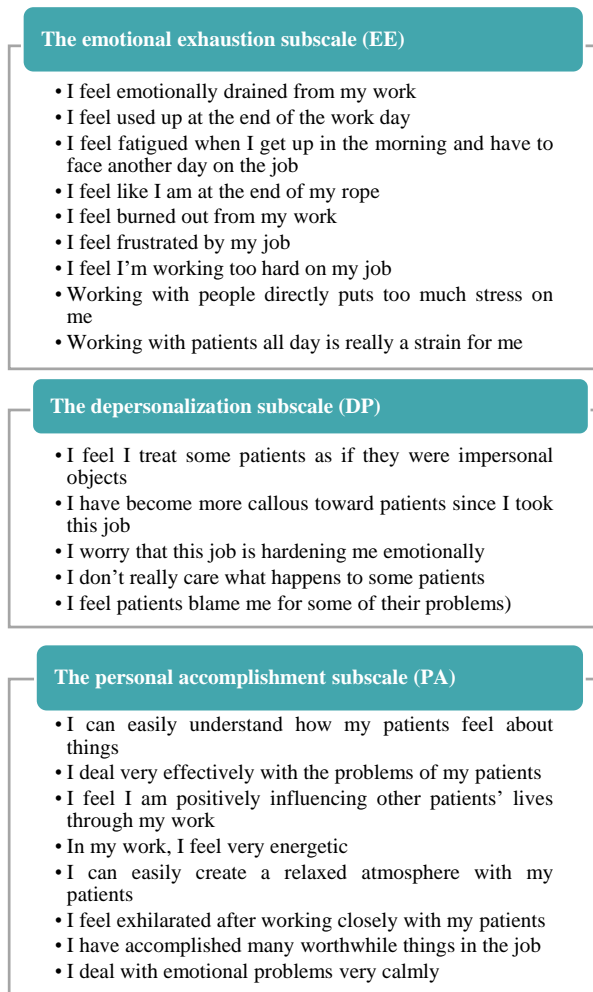 The emotional exhaustion subscale (EE)
• I feel emotionally drained from my work
• I feel used up at the end of the work day
• I feel fatigued when I get up in the morning and have to
face another day on the job
• I feel like I am at the end of my rope
• I feel burned out from my work
• I feel frustrated by my job
• I feel I’m working too hard on my job
• Working with people directly puts too much stress on
me
• Working with patients all day is really a strain for me
The depersonalization subscale (DP)
• I feel I treat some patients as if they were impersonal
objects
• I have become more callous toward patients since I took
this job
• I worry that this job is hardening me emotionally
• I don’t really care what happens to some patients
• I feel patients blame me for some of their problems)
The personal accomplishment subscale (PA)
• I can easily understand how my patients feel about
things
• I deal very effectively with the problems of my patients
• I feel I am positively influencing other patients’ lives
through my work
• In my work, I feel very energetic
• I can easily create a relaxed atmosphere with my
patients
• I feel exhilarated after working closely with my patients
• I have accomplished many worthwhile things in the job
• I deal with emotional problems very calmly